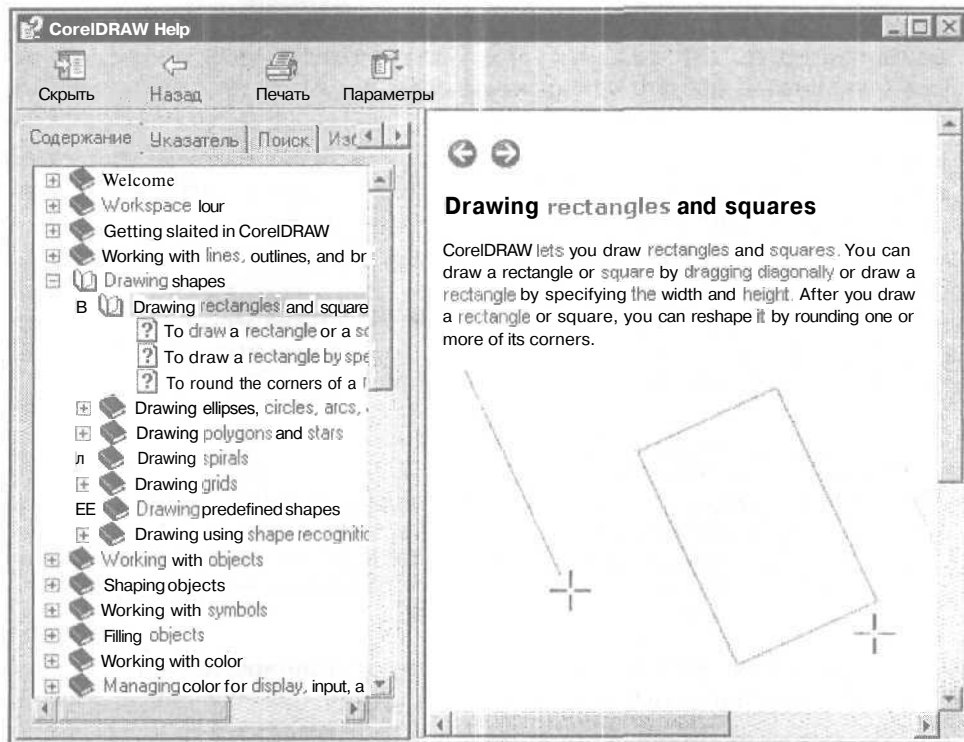 CorelDRAW Help
Скрыть Назад Печать Параметры
Содержание Указатель Поиск Изб
Welcome
Workspace lour
Getting slaited in CorelDRAW
Working with lines, outlines, and br
Drawing shapes
B Drawing rectangles and square
To draw a rectangle or a sq
To draw a rectangle by spe
To round the corners of a r
Drawing ellipses, circles, arcs,
Drawing polygons and stars
л Drawing spirals
Drawing grids
EE Drawing predefined shapes
Drawing using shape recognitic
Working with objects
Shaping objects
Working with symbols
Filling objects
Working with color
Managing color for display, input, a
Drawing rectangles and squares
CorelDRAW lets you draw rectangles and squares. You can
draw a rectangle or square by dragging diagonally or draw a
rectangle by specifying the width and height. After you draw
a rectangle or square, you can reshape it by rounding one or
more of its corners.